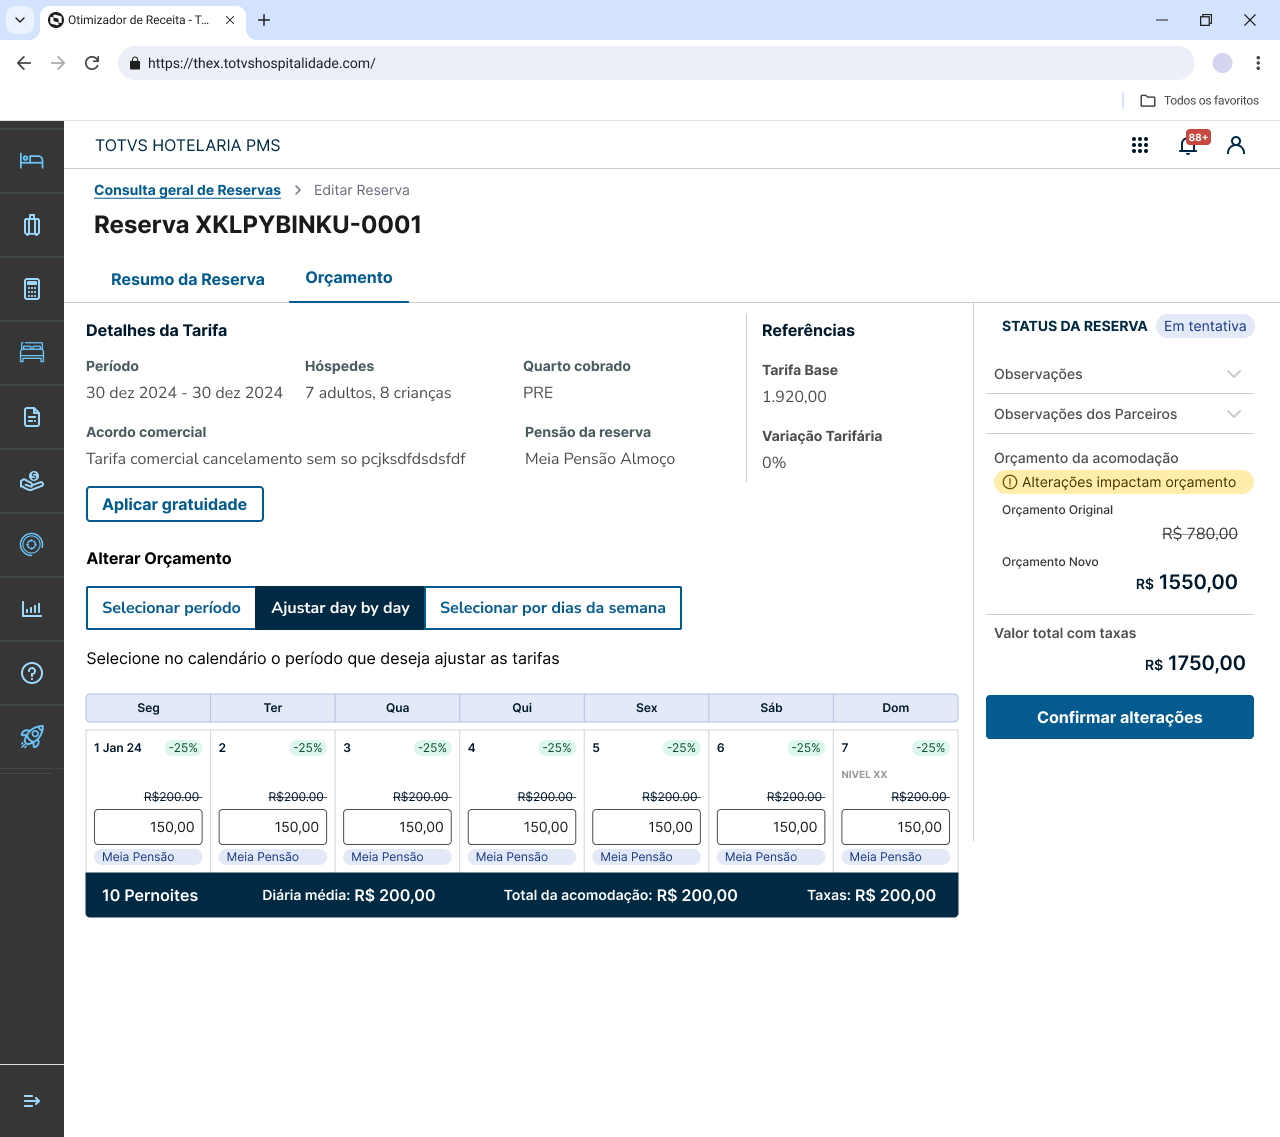 Otimizador de Receita - T...
https://thex.totvshospitalidade.com/
Todos os favoritos
TOTVS HOTELARIA PMS
88+
Consulta geral de Reservas > Editar Reserva
Reserva XKLPYBINKU-0001
Resumo da Reserva Orçamento
Detalhes da Tarifa
Período Hóspedes Quarto cobrado
30 dez 2024 - 30 dez 2024 7 adultos, 8 crianças PRE
Acordo comercial Pensão da reserva
Tarifa comercial cancelamento sem so pcjksdfdsdsfdf Meia Pensão Almoço
Aplicar gratuidade
Referências
Tarifa Base
1.920,00
Variação Tarifária
0%
Alterar Orçamento
Selecionar período Ajustar day by day Selecionar por dias da semana
Selecione no calendário o período que deseja ajustar as tarifas
Seg Ter Qua Qui Sex Sáb Dom
1 Jan 24 -25% 2 -25% 3 -25% 4 -25% 5 -25% 6 -25% 7 -25%
NIVEL XX
R$200.00 R$200.00 R$200.00 R$200.00 R$200.00 R$200.00 R$200.00
150,00 150,00 150,00 150,00 150,00 150,00 150,00
Meia Pensão Meia Pensão Meia Pensão Meia Pensão Meia Pensão Meia Pensão Meia Pensão
10 Pernoites Diária média: R$ 200,00 Total da acomodação: R$ 200,00 Taxas: R$ 200,00
STATUS DA RESERVA Em tentativa
Observações
Observações dos Parceiros
Orçamento da acomodação
Alterações impactam orçamento
Orçamento Original
R$ 780,00
Orçamento Novo
R$ 1550,00
Valor total com taxas
R$ 1750,00
Confirmar alterações